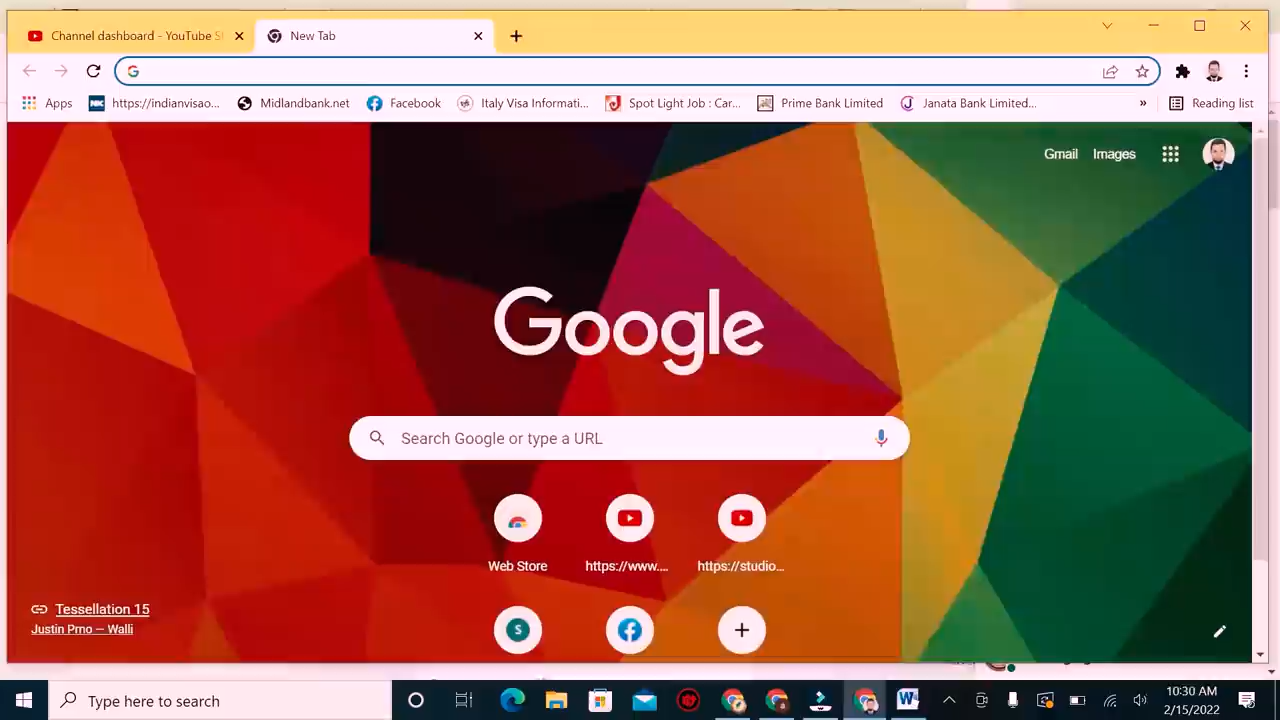 Channel dashboard - YouTube S
New Tab
Apps
https://indianvisao...
Midlandbank.net
Facebook
Italy Visa Informati...
Spot Light Job : Car...
Prime Bank Limited
Janata Bank Limited...
»
Reading list
Gmail
Images
Google
Search Google or type a URL
Web Store
https://www....
https://studio...
S
Tessellation 15
Justin Prno — Walli
Type here to search
10:30 AM
2/15/2022